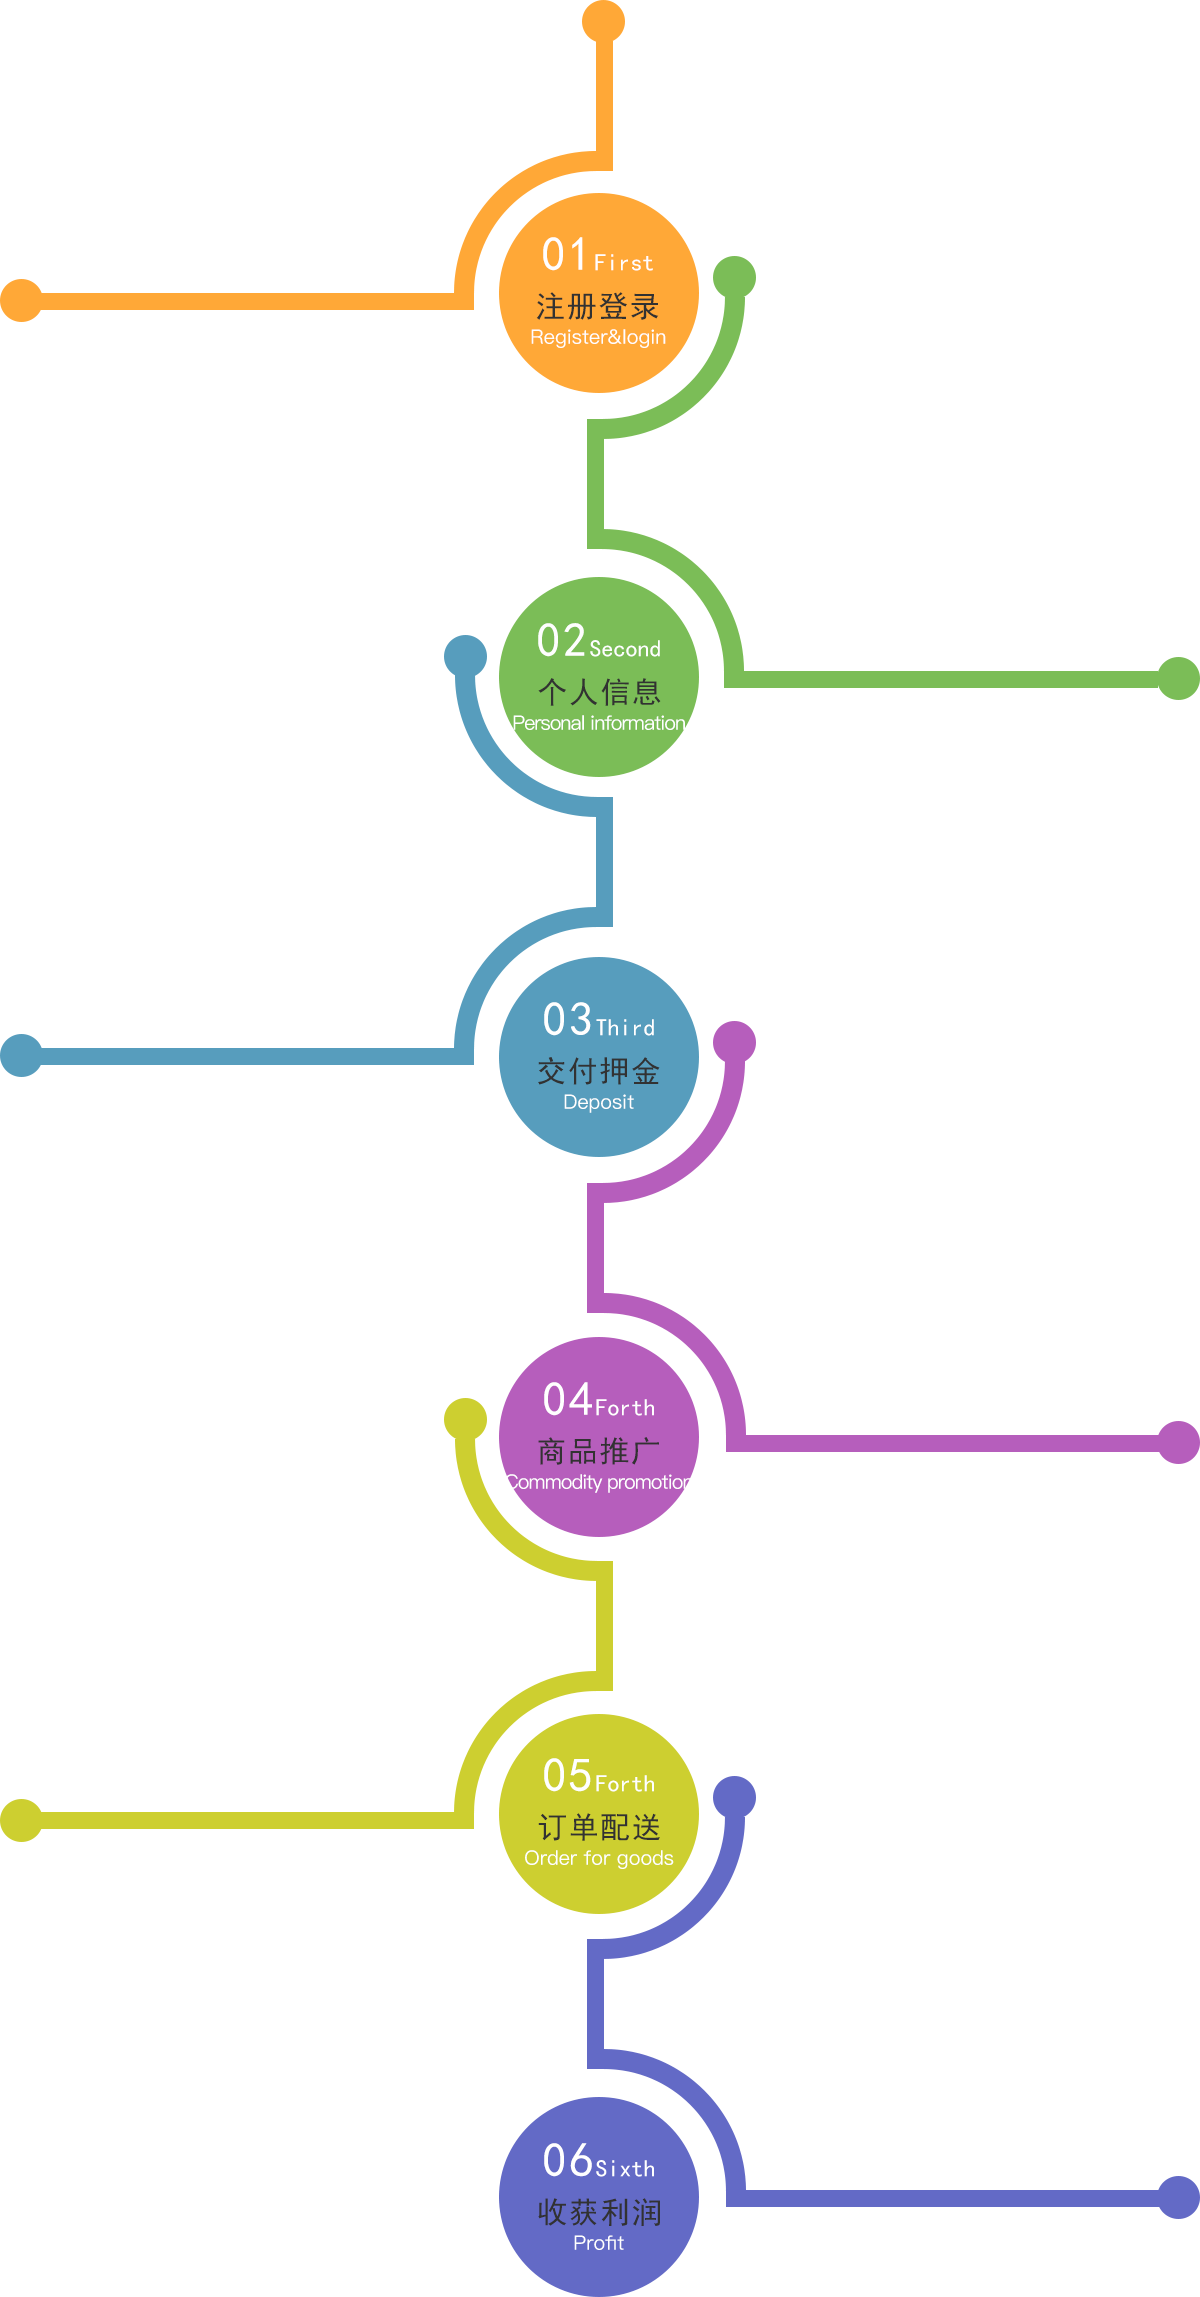 01 First
注册登录
Register&login
02 Second
个人信息
Personal information
03 Third
交付押金
Deposit
04 Forth
商品推广
Commodity promotion
05 Forth
订单配送
Order for goods
06 Sixth
收获利润
Profit